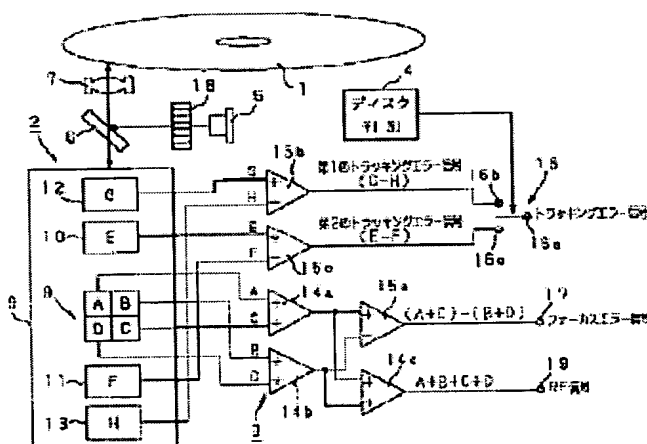 1
4
ディスク
判別
7
18
5
6
2
15b
G
H
第1のトラッキングエラー信号
(G-H)
16b
16
トラッキングエラー信号
16a
12
G
10
E
E
F
15c
第2のトラッキングエラー信号
(E-F)
9
A B
D C
A
C
14a
15a
(A+C)-(B+D)
フォーカスエラー信号
B
D
14b
14c
A+B+C+D
RF信号
11
F
13
H
3